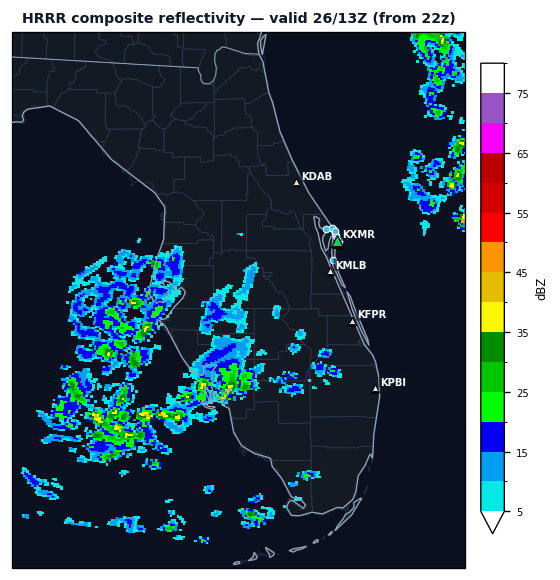 HRRR composite reflectivity — valid 26/13Z (from 22z)
KDAB
KXMR
KMLB
KFPR
KPBI
75
65
55
45
35
25
15
5
dBZ